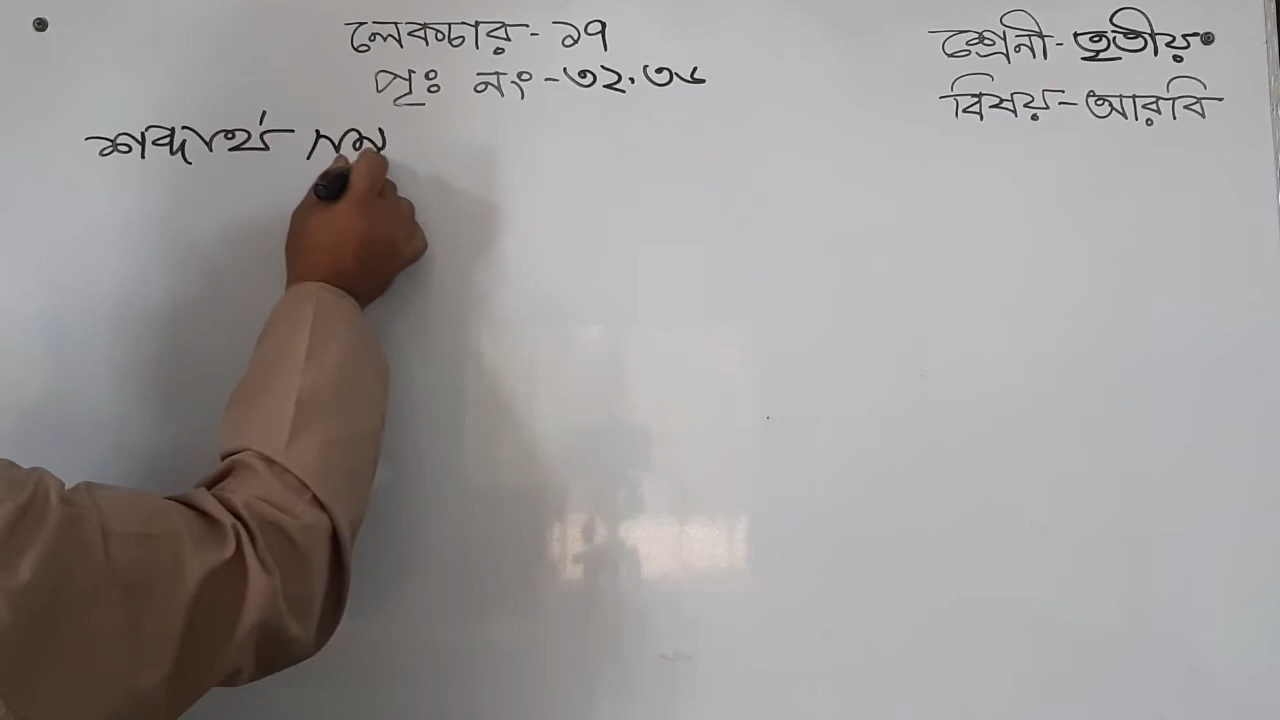 লেকচার-১৭
পৃঃ নং-৩২.৩৬
শ্রেনী-তৃতীয়
বিষয়-আরবি
শব্দার্থ